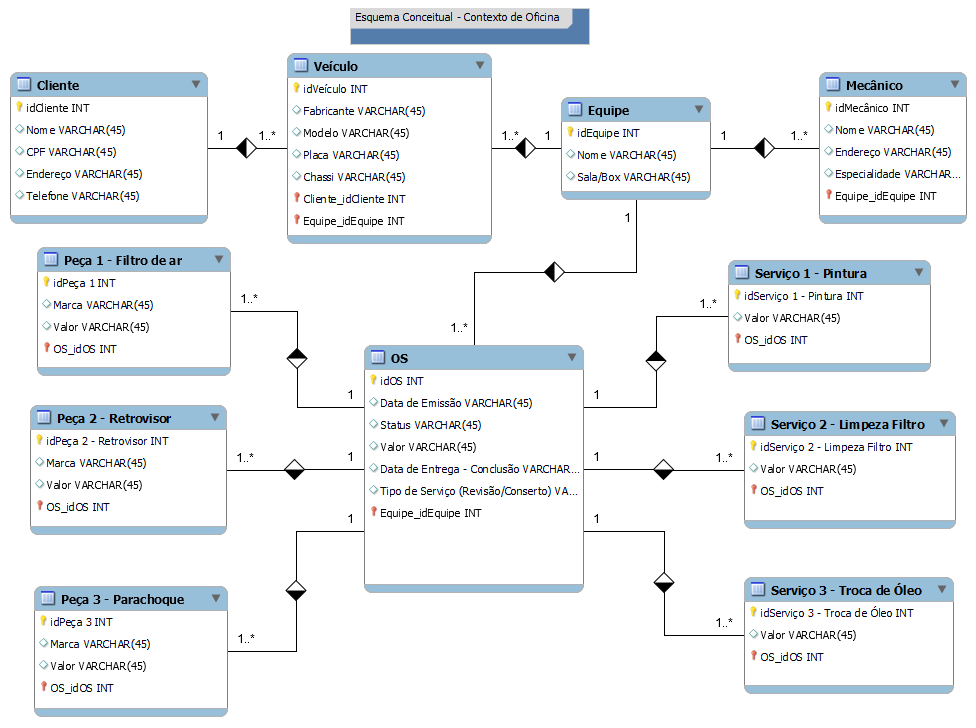 Esquema Conceitual - Contexto de Oficina
Cliente
idCliente INT
Nome VARCHAR(45)
CPF VARCHAR(45)
Endereço VARCHAR(45)
Telefone VARCHAR(45)
1
1..*
Veículo
idVeículo INT
Fabricante VARCHAR(45)
Modelo VARCHAR(45)
Placa VARCHAR(45)
Chassi VARCHAR(45)
Cliente_idCliente INT
Equipe_idEquipe INT
1..*
1
Equipe
idEquipe INT
Nome VARCHAR(45)
Sala/Box VARCHAR(45)
1
1..*
Mecânico
idMecânico INT
Nome VARCHAR(45)
Endereço VARCHAR(45)
Especialidade VARCHAR...
Equipe_idEquipe INT
1
1..*
Peça 1 - Filtro de ar
idPeça 1 INT
Marca VARCHAR(45)
Valor VARCHAR(45)
OS_idOS INT
1..*
1
Peça 2 - Retrovisor
idPeça 2 - Retrovisor INT
Marca VARCHAR(45)
Valor VARCHAR(45)
OS_idOS INT
1..*
1
Peça 3 - Parachoque
idPeça 3 INT
Marca VARCHAR(45)
Valor VARCHAR(45)
OS_idOS INT
1..*
1
OS
idOS INT
Data de Emissão VARCHAR(45)
Status VARCHAR(45)
Valor VARCHAR(45)
Data de Entrega - Conclusão VARCHAR...
Tipo de Serviço (Revisão/Conserto) VA...
Equipe_idEquipe INT
1
1..*
Serviço 1 - Pintura
idServiço 1 - Pintura INT
Valor VARCHAR(45)
OS_idOS INT
1
1..*
Serviço 2 - Limpeza Filtro
idServiço 2 - Limpeza Filtro INT
Valor VARCHAR(45)
OS_idOS INT
1
1..*
Serviço 3 - Troca de Óleo
idServiço 3 - Troca de Óleo INT
Valor VARCHAR(45)
OS_idOS INT